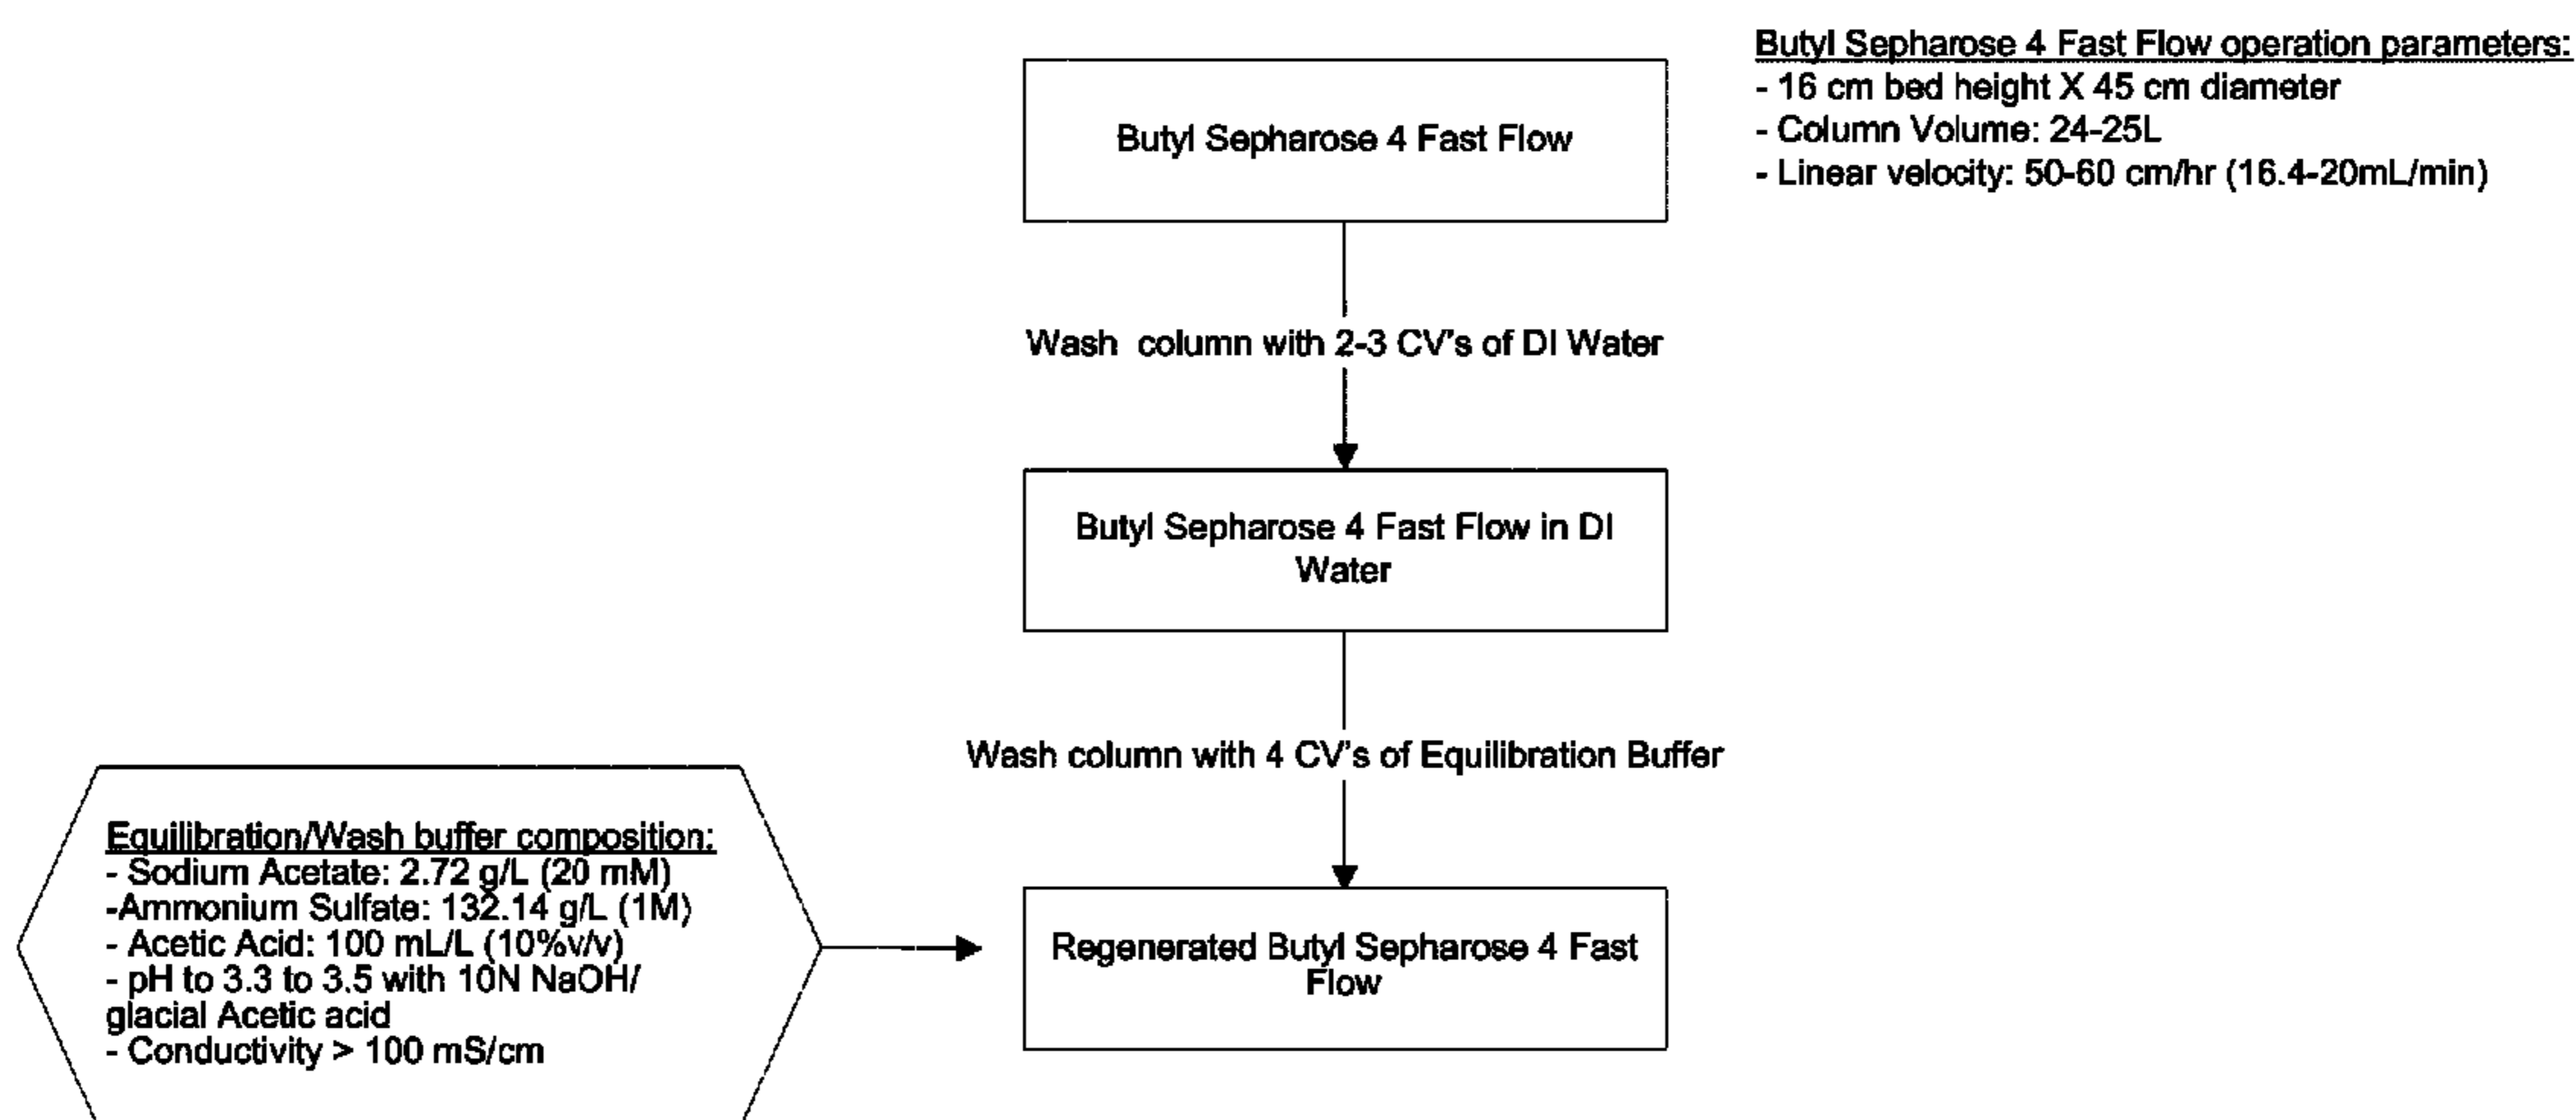 Butyl Sepharose 4 Fast Flow operation parameters:
- 16 cm bed height X 45 cm diameter
- Column Volume: 24-25L
- Linear velocity: 50-60 cm/hr (16.4-20mL/min)
Butyl Sepharose 4 Fast Flow
Wash column with 2-3 CV's of DI Water
Butyl Sepharose 4 Fast Flow in DI
Water
Wash column with 4 CV's of Equilibration Buffer
Equilibration/Wash buffer composition:
- Sodium Acetate: 2.72 g/L (20 mM)
-Ammonium Sulfate: 132.14 g/L (1M)
- Acetic Acid: 100 mL/L (10%v/v)
- pH to 3.3 to 3.5 with 10N NaOH/
glacial Acetic acid
- Conductivity > 100 mS/cm
Regenerated Butyl Sepharose 4 Fast
Flow